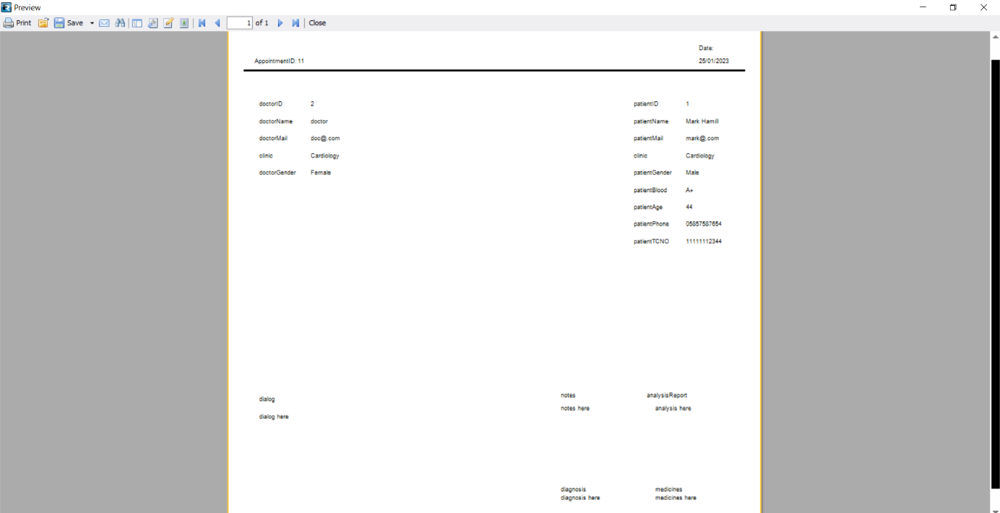 Preview
Print Save 1 of 1 Close
Date:
AppointmentID: 11 25/01/2023
doctorID 2 patientID 1
doctorName doctor patientName Mark Hamill
doctorMail doc@.com patientMail mark@.com
clinic Cardiology clinic Cardiology
doctorGender Female patientGender Male
patientBlood A+
patientAge 44
patientPhone 05857587654
patientTCNO 11111112344
notes analysisReport
dialog
notes here analysis here
dialog here
diagnosis medicines
diagnosis here medicines here